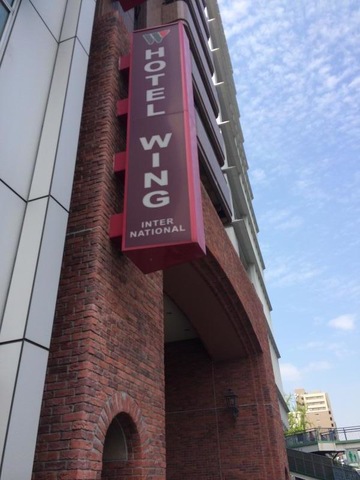 W
HOTEL WING
INTER
NATIONAL